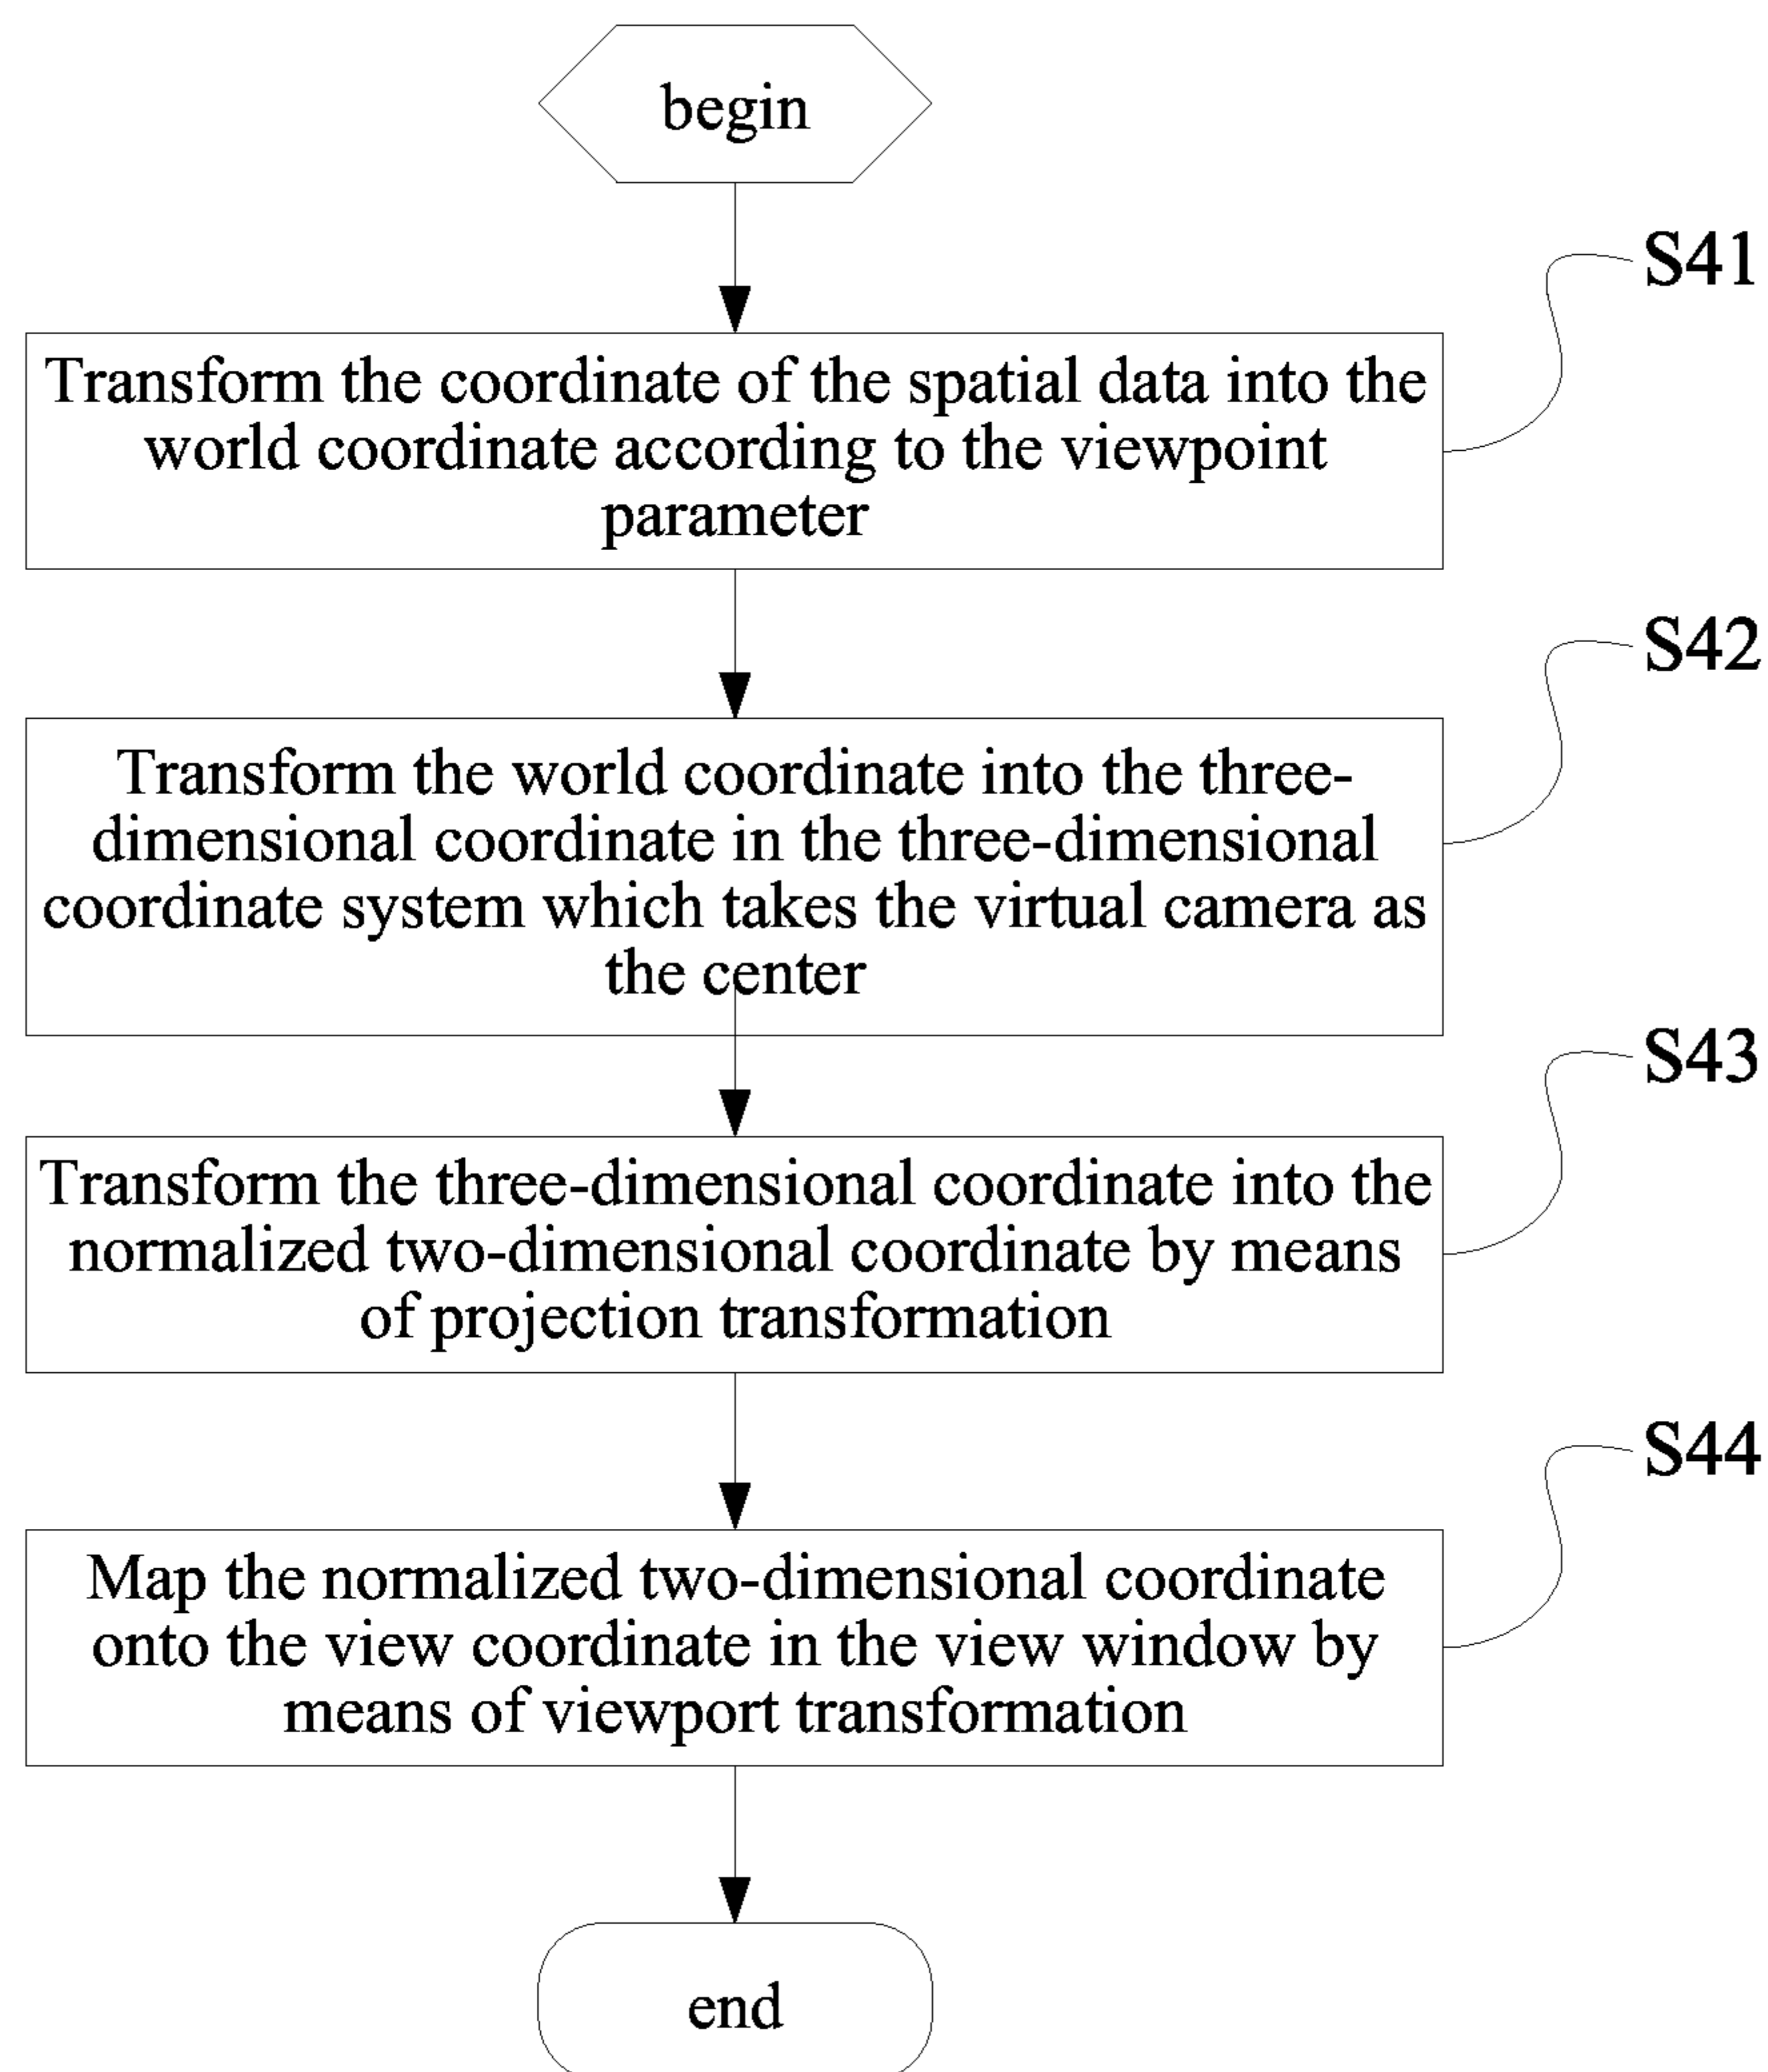 begin
S41
Transform the coordinate of the spatial data into the
world coordinate according to the viewpoint
parameter
S42
Transform the world coordinate into the three-
dimensional coordinate in the three-dimensional
coordinate system which takes the virtual camera as
the center
S43
Transform the three-dimensional coordinate into the
normalized two-dimensional coordinate by means
of projection transformation
S44
Map the normalized two-dimensional coordinate
onto the view coordinate in the view window by
means of viewport transformation
end